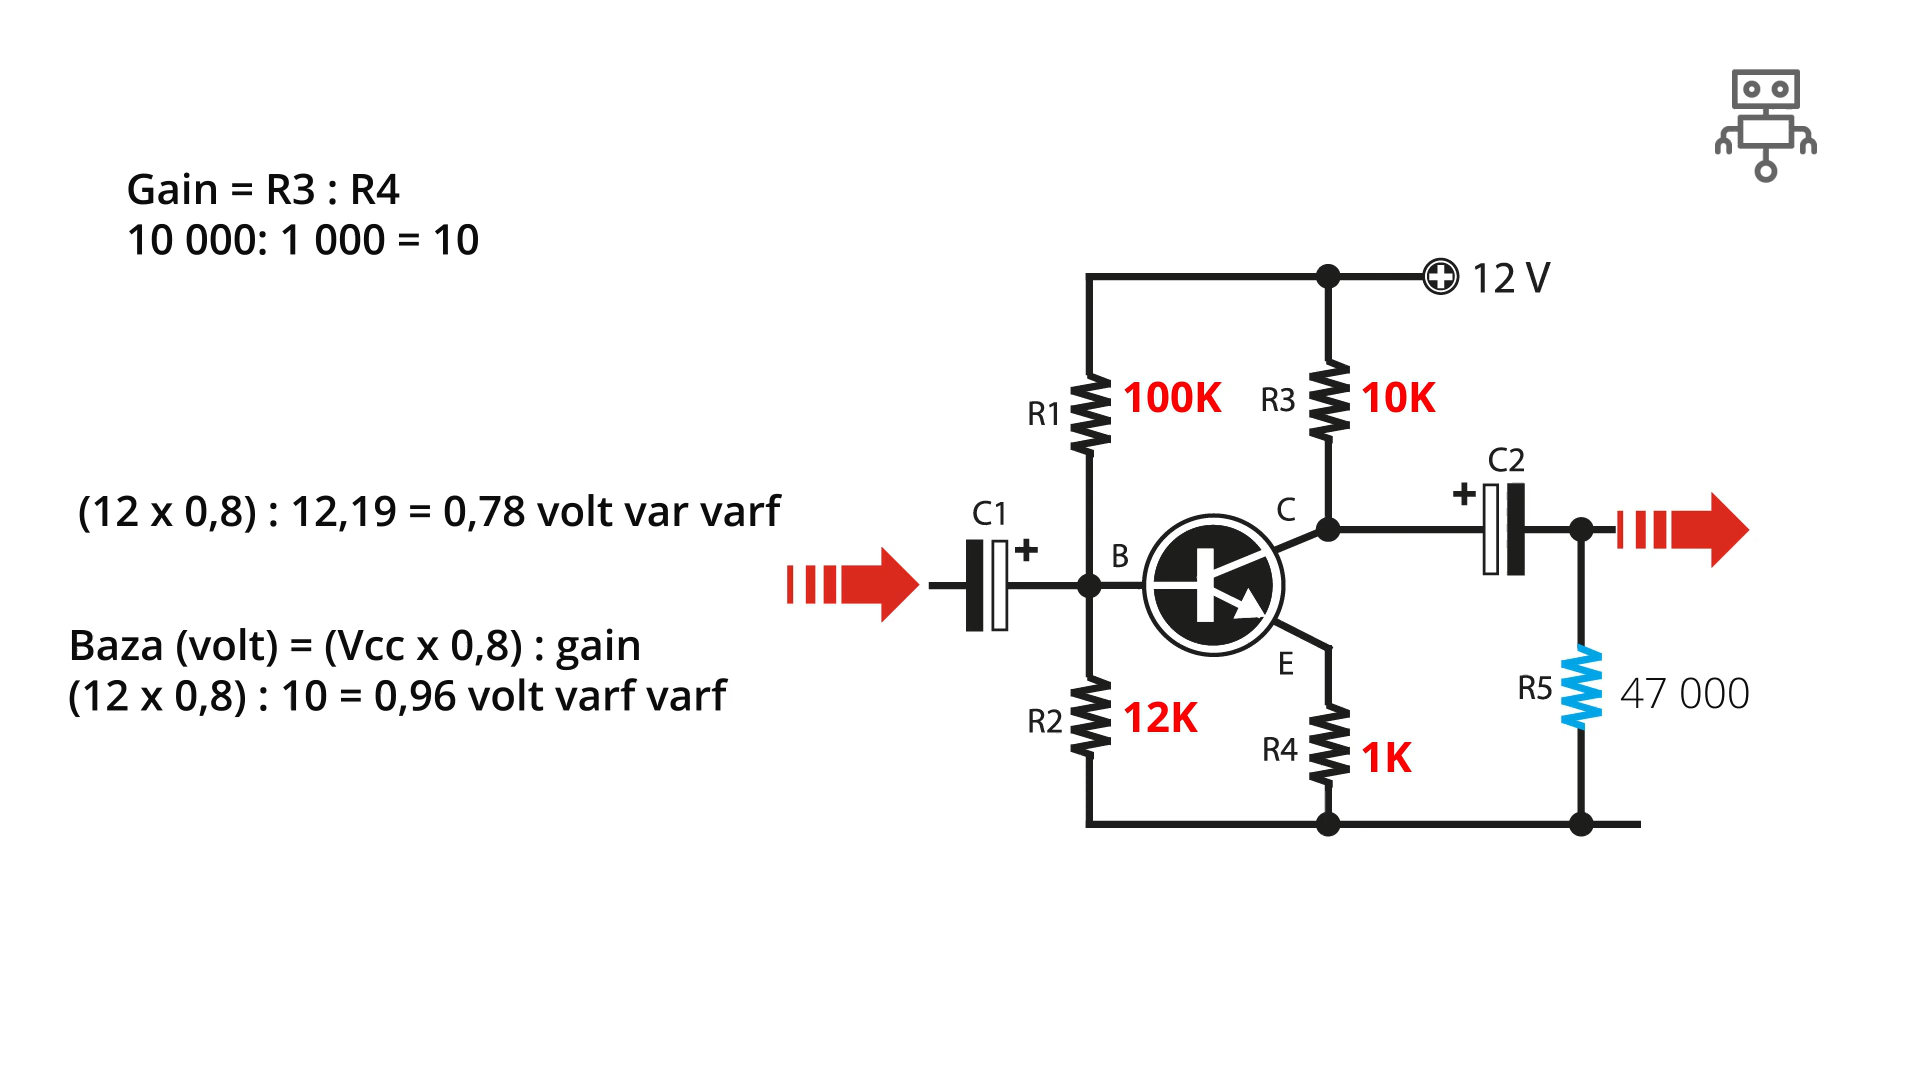 Gain = R3 : R4
10 000: 1 000 = 10
12 V
R1
100K
R3
10K
C2
+
(12 x 0,8) : 12,19 = 0,78 volt var varf
C1
+
C
B
Baza (volt) = (Vcc x 0,8) : gain
(12 x 0,8) : 10 = 0,96 volt varf varf
E
R2
12K
R4
1K
R5
47 000